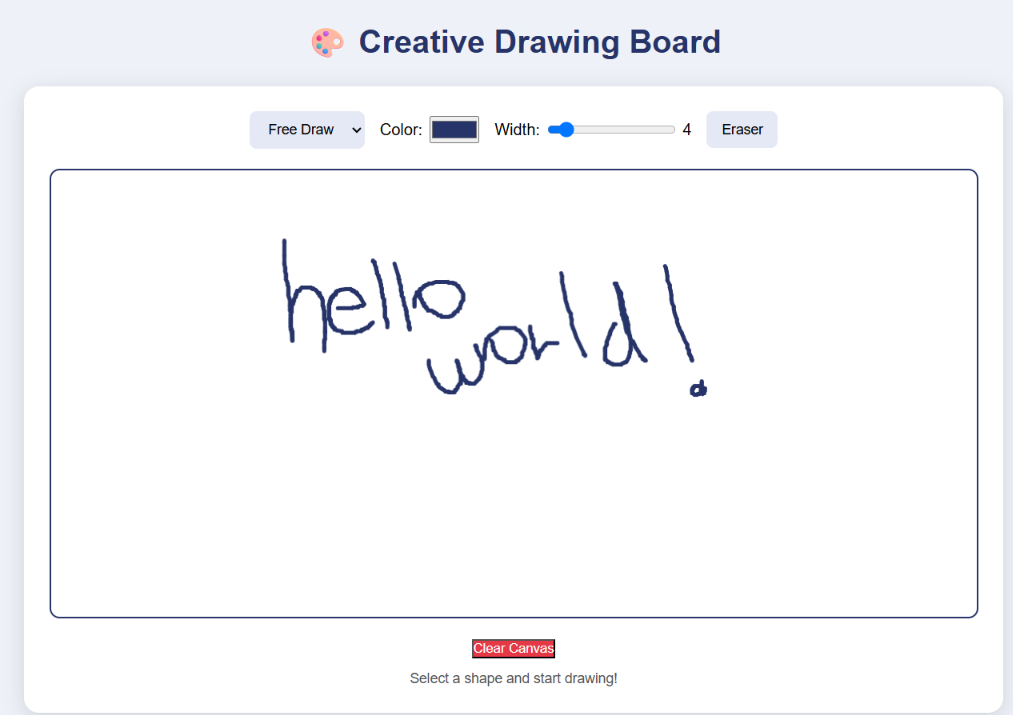 🎨 Creative Drawing Board
Free Draw Color: Width: 4 Eraser
hello
world!
Clear Canvas
Select a shape and start drawing!